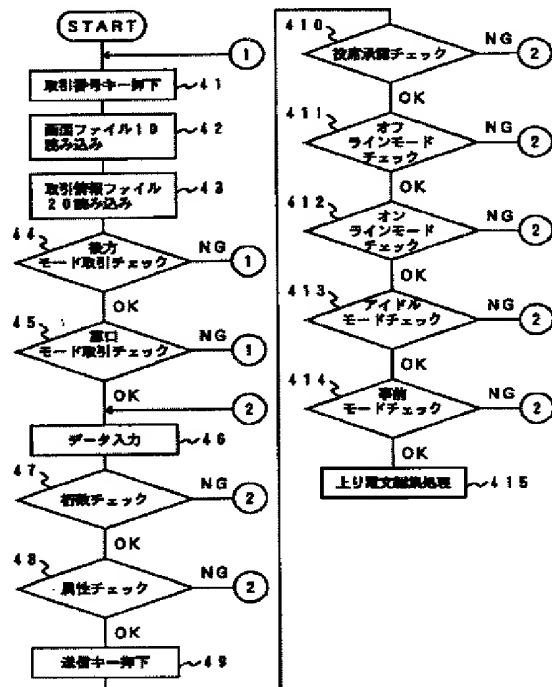 START
1
取引番号キー押下
41
画面ファイル10
読み込み
42
取引情報ファイル
20読み込み
43
44
後方
モード取引チェック
NG
1
OK
45
窓口
モード取引チェック
NG
1
OK
2
データ入力
46
47
桁数チェック
NG
2
OK
48
属性チェック
NG
2
OK
送信キー押下
49
410
役席承認チェック
NG
2
OK
411
オフ
ラインモード
チェック
NG
2
OK
412
オン
ラインモード
チェック
NG
2
OK
413
アイドル
モードチェック
NG
2
OK
414
事前
モードチェック
NG
2
OK
上り電文編集処理
415